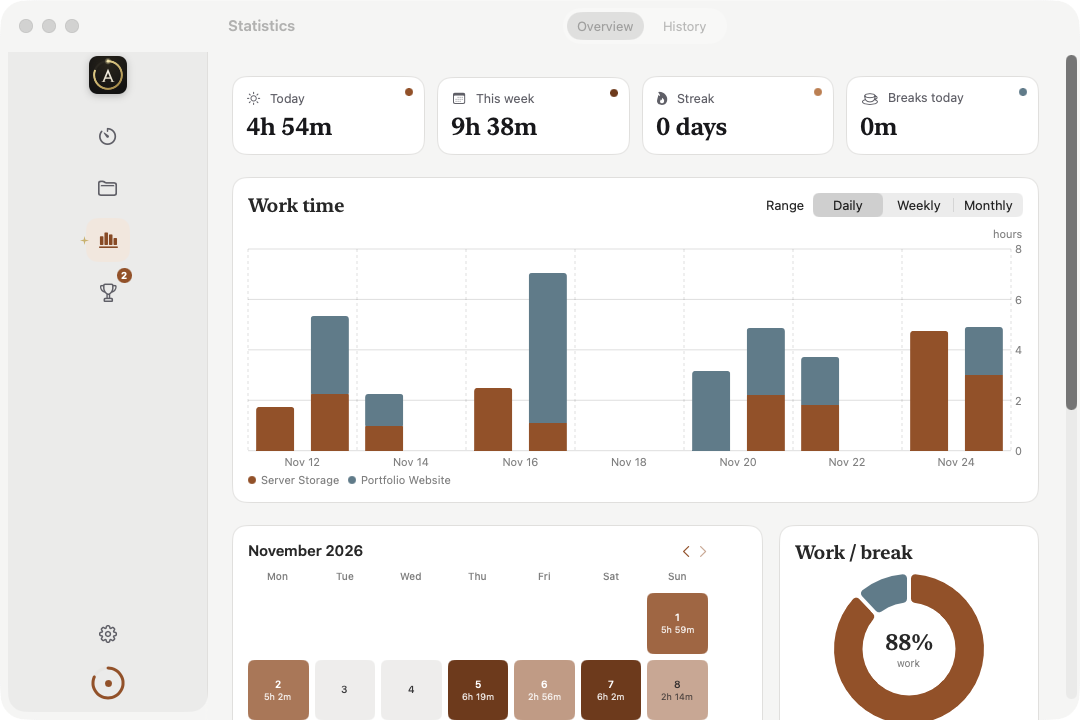 Statistics
Overview
History
A
2
Today
4h 54m
This week
9h 38m
Streak
0 days
Breaks today
0m
Work time
Range
Daily
Weekly
Monthly
hours
8
6
4
2
0
Nov 12
Nov 14
Nov 16
Nov 18
Nov 20
Nov 22
Nov 24
Server Storage
Portfolio Website
November 2026
Mon
Tue
Wed
Thu
Fri
Sat
Sun
1
5h 59m
2
5h 2m
3
4
5
6h 19m
6
2h 56m
7
6h 2m
8
2h 14m
Work / break
88%
work